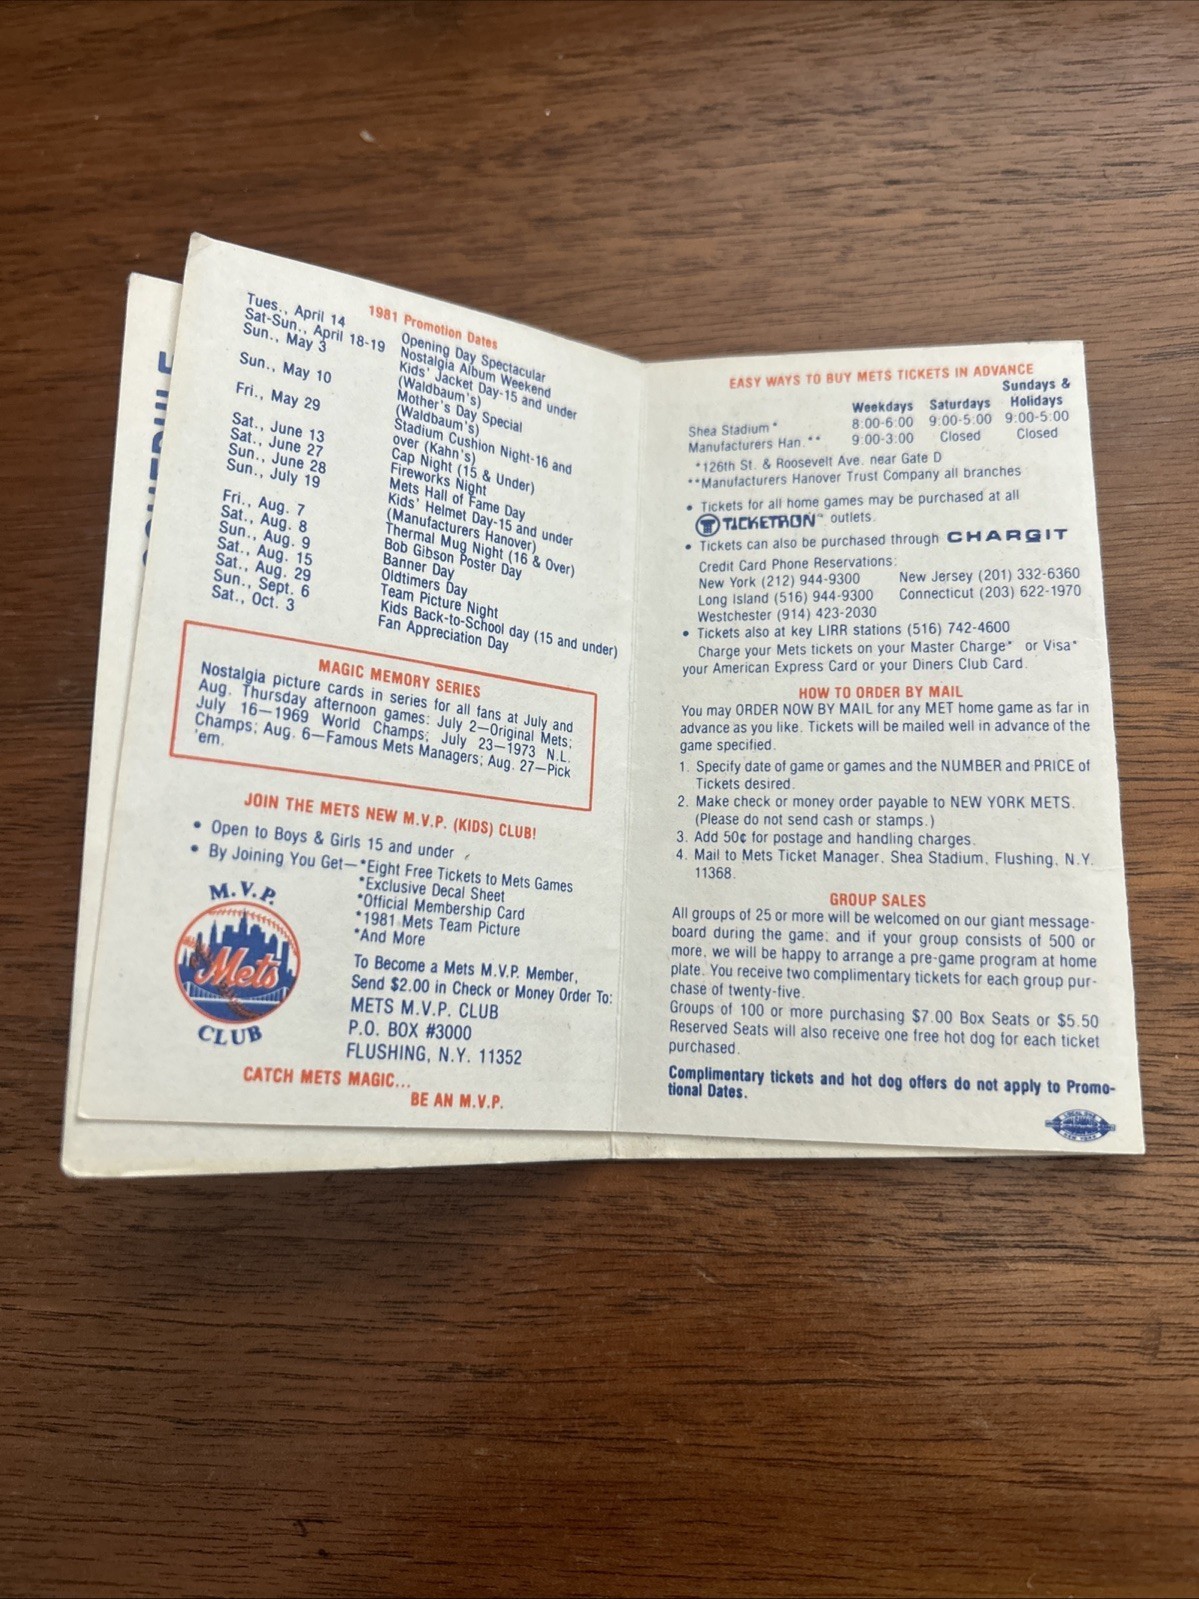 1981 Promotion Dates
Tues., April 14 Opening Day Spectacular
Sat-Sun., April 18-19 Nostalgia Album Weekend
Sun., May 3 Kids' Jacket Day-15 and under
(Waldbaum's)
Sun., May 10 Mother's Day Special
(Waldbaum's)
Fri., May 29 Stadium Cushion Night-16 and
over (Kahn's)
Sat., June 13 Cap Night (15 & Under)
Sat., June 27 Fireworks Night
Sun., June 28 Mets Hall of Fame Day
Sun., July 19 Kids' Helmet Day-15 and under
(Manufacturers Hanover)
Fri., Aug. 7 Thermal Mug Night (16 & Over)
Sat., Aug. 8 Bob Gibson Poster Day
Sun., Aug. 9 Banner Day
Sat., Aug. 15 Oldtimers Day
Sat., Aug. 29 Team Picture Night
Sun., Sept. 6 Kids Back-to-School day (15 and under)
Sat., Oct. 3 Fan Appreciation Day
MAGIC MEMORY SERIES
Nostalgia picture cards in series for all fans at July and
Aug. Thursday afternoon games: July 2—Original Mets;
July 16—1969 World Champs; July 23—1973 N.L.
Champs; Aug. 6—Famous Mets Managers; Aug. 27—Pick
'em.
JOIN THE METS NEW M.V.P. (KIDS) CLUB!
• Open to Boys & Girls 15 and under
• By Joining You Get—*Eight Free Tickets to Mets Games
*Exclusive Decal Sheet
*Official Membership Card
*1981 Mets Team Picture
*And More
M.V.P.
Mets
CLUB
To Become a Mets M.V.P. Member,
Send $2.00 in Check or Money Order To:
METS M.V.P. CLUB
P.O. BOX #3000
FLUSHING, N.Y. 11352
CATCH METS MAGIC...
BE AN M.V.P.
EASY WAYS TO BUY METS TICKETS IN ADVANCE
Sundays &
Weekdays Saturdays Holidays
Shea Stadium* 8:00-6:00 9:00-5:00 9:00-5:00
Manufacturers Han.** 9:00-3:00 Closed Closed
*126th St. & Roosevelt Ave. near Gate D
**Manufacturers Hanover Trust Company all branches
• Tickets for all home games may be purchased at all
TICKETRON™ outlets.
• Tickets can also be purchased through CHARGIT
Credit Card Phone Reservations:
New York (212) 944-9300 New Jersey (201) 332-6360
Long Island (516) 944-9300 Connecticut (203) 622-1970
Westchester (914) 423-2030
• Tickets also at key LIRR stations (516) 742-4600
Charge your Mets tickets on your Master Charge* or Visa*
your American Express Card or your Diners Club Card.
HOW TO ORDER BY MAIL
You may ORDER NOW BY MAIL for any MET home game as far in
advance as you like. Tickets will be mailed well in advance of the
game specified.
1. Specify date of game or games and the NUMBER and PRICE of
Tickets desired.
2. Make check or money order payable to NEW YORK METS.
(Please do not send cash or stamps.)
3. Add 50¢ for postage and handling charges.
4. Mail to Mets Ticket Manager, Shea Stadium, Flushing, N.Y.
11368.
GROUP SALES
All groups of 25 or more will be welcomed on our giant message-
board during the game; and if your group consists of 500 or
more, we will be happy to arrange a pre-game program at home
plate. You receive two complimentary tickets for each group pur-
chase of twenty-five.
Groups of 100 or more purchasing $7.00 Box Seats or $5.50
Reserved Seats will also receive one free hot dog for each ticket
purchased.
Complimentary tickets and hot dog offers do not apply to Promo-
tional Dates.